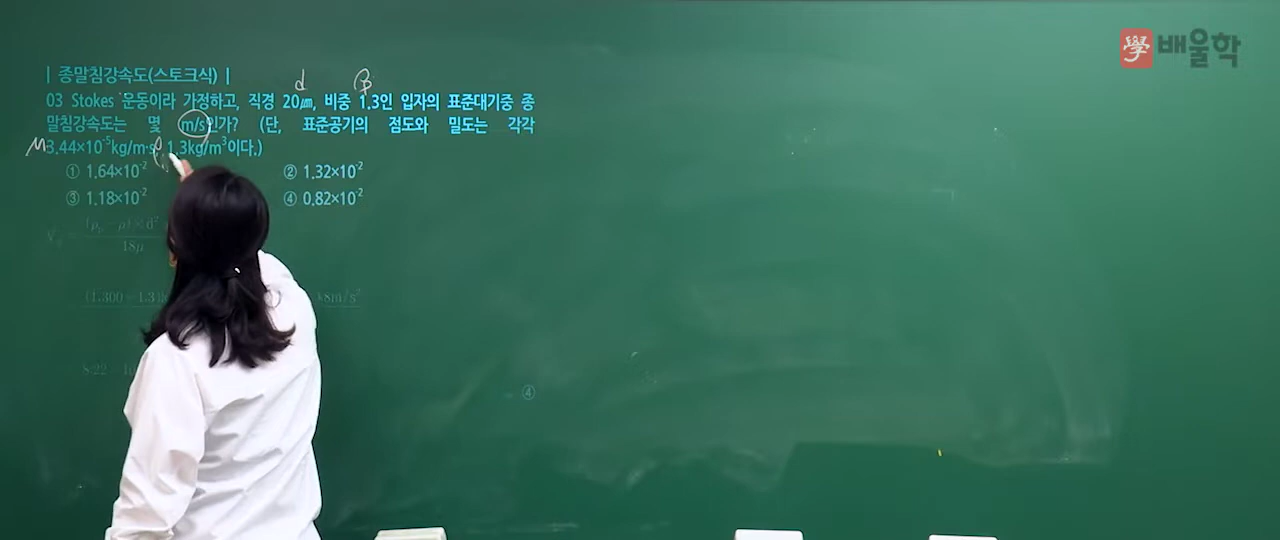 學 배울학
| 종말침강속도(스토크식) |
d ρp
03 Stokes 운동이라 가정하고, 직경 20㎛, 비중 1.3인 입자의 표준대기중 종
말침강속도는 몇 m/s인가? (단, 표준공기의 점도와 밀도는 각각
μ 3.44×10⁻⁵kg/m·s, 1.3kg/m³이다.)
① 1.64×10⁻² ② 1.32×10⁻²
③ 1.18×10⁻² ④ 0.82×10⁻²
18μ
④